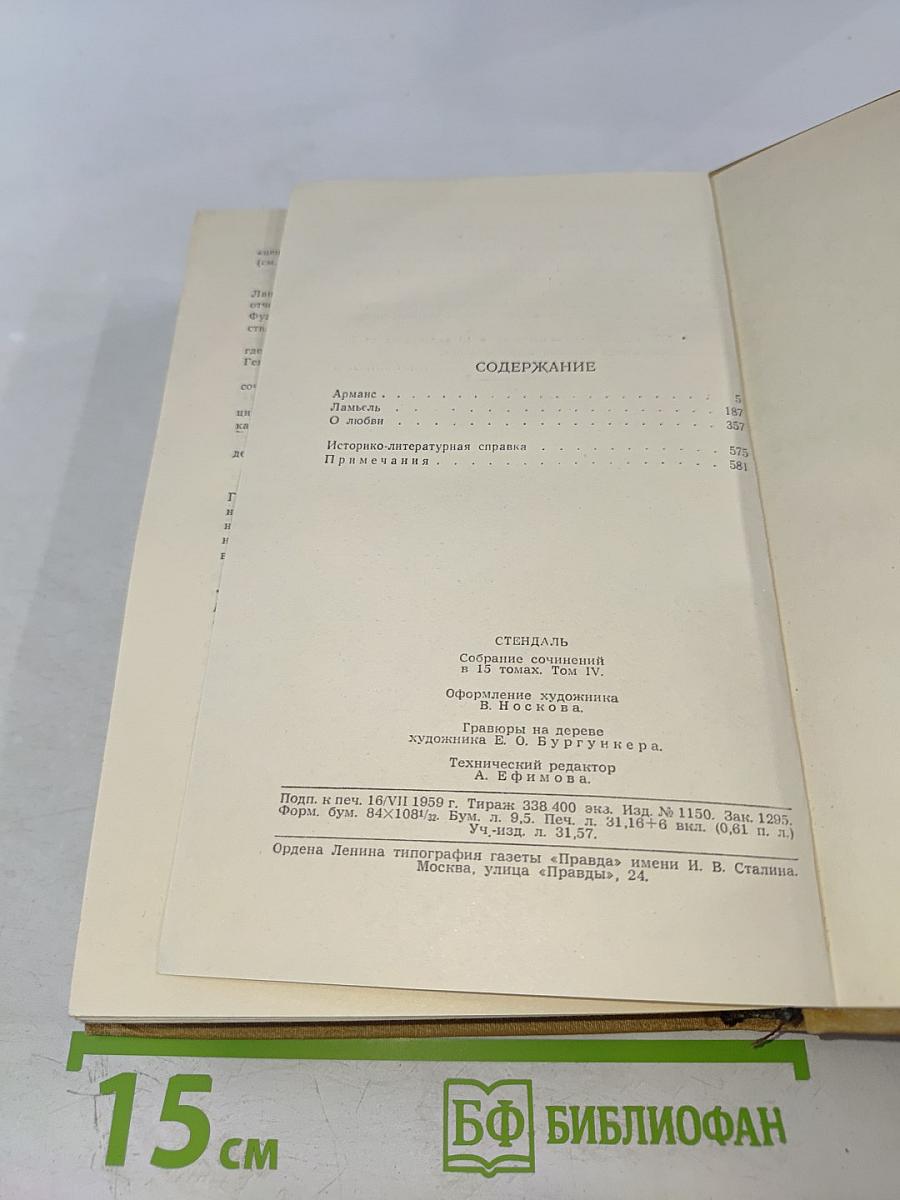 (см.
отч
где
СОДЕРЖАНИЕ
Арманс . . . . . . . . . . . . . . . . . . . . 5
Ламьель . . . . . . . . . . . . . . . . . . . 187
О любви . . . . . . . . . . . . . . . . . . . 357
Историко-литературная справка . . . . . . . . . . . 575
Примечания . . . . . . . . . . . . . . . . . 581
СТЕНДАЛЬ
Собрание сочинений
в 15 томах. Том IV.
Оформление художника
В. Носкова.
Гравюры на дереве
художника Е. О. Бургункера.
Технический редактор
А. Ефимова.
Подп. к печ. 16/VII 1959 г. Тираж 338 400 экз. Изд. № 1150. Зак. 1295.
Форм. бум. 84×108¹/₃₂. Бум. л. 9,5. Печ. л. 31,16+6 вкл. (0,61 п. л.)
Уч.-изд. л. 31,57.
Ордена Ленина типография газеты «Правда» имени И. В. Сталина.
Москва, улица «Правды», 24.
15 см
БФ БИБЛИОФАН